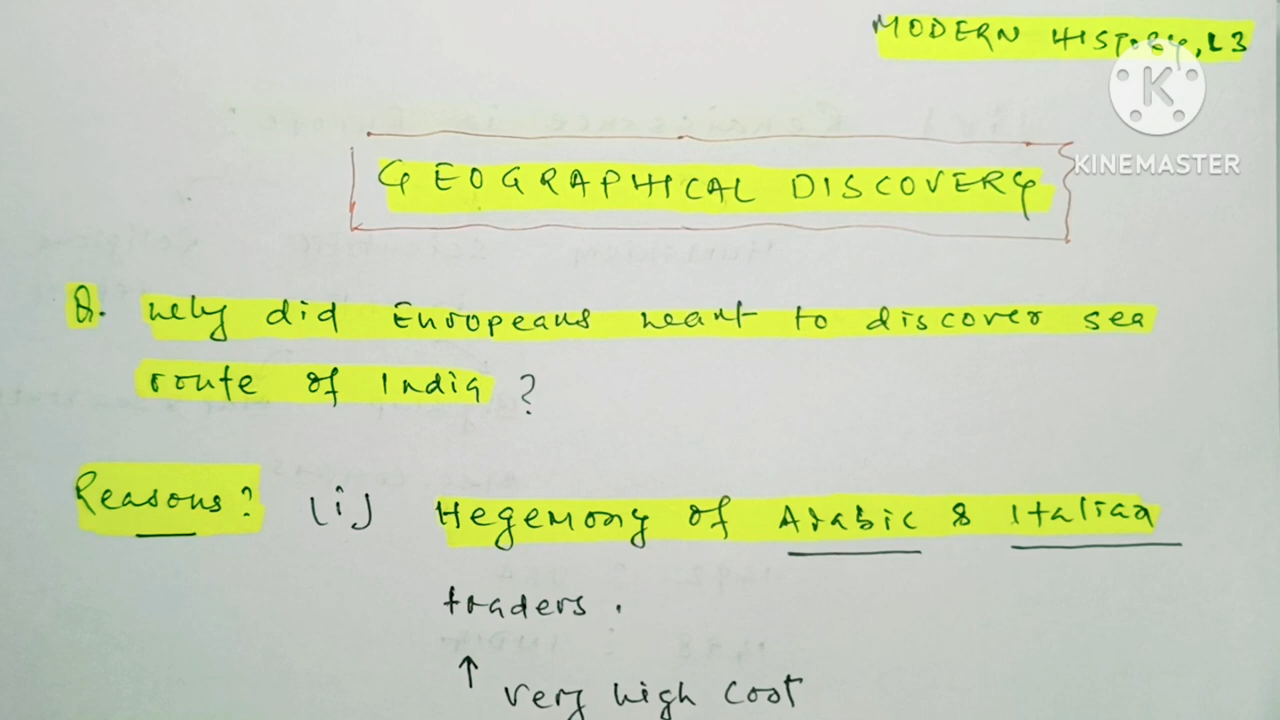 MODERN HISTORY, L3
K
KINEMASTER
GEOGRAPHICAL DISCOVERY
Q. Why did Europeans want to discover sea
route of India ?
Reasons? (i) Hegemony of Arabic & Italian
traders.
↑ very high cost